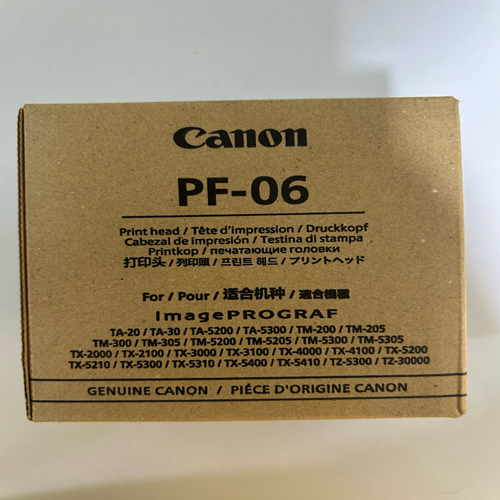 Canon
PF-06
Print head / Tête d'impression / Druckkopf
Cabezal de impresión / Testina di stampa
Printkop / печатающие головки
打印头 / 列印頭 / 프린트 헤드 / プリントヘッド
For / Pour / 适合机种 / 適合機種
imagePROGRAF
TA-20 / TA-30 / TA-5200 / TA-5300 / TM-200 / TM-205
TM-300 / TM-305 / TM-5200 / TM-5205 / TM-5300 / TM-5305
TX-2000 / TX-2100 / TX-3000 / TX-3100 / TX-4000 / TX-4100 / TX-5200
TX-5210 / TX-5300 / TX-5310 / TX-5400 / TX-5410 / TZ-5300 / TZ-30000
GENUINE CANON / PIÉCE D'ORIGINE CANON